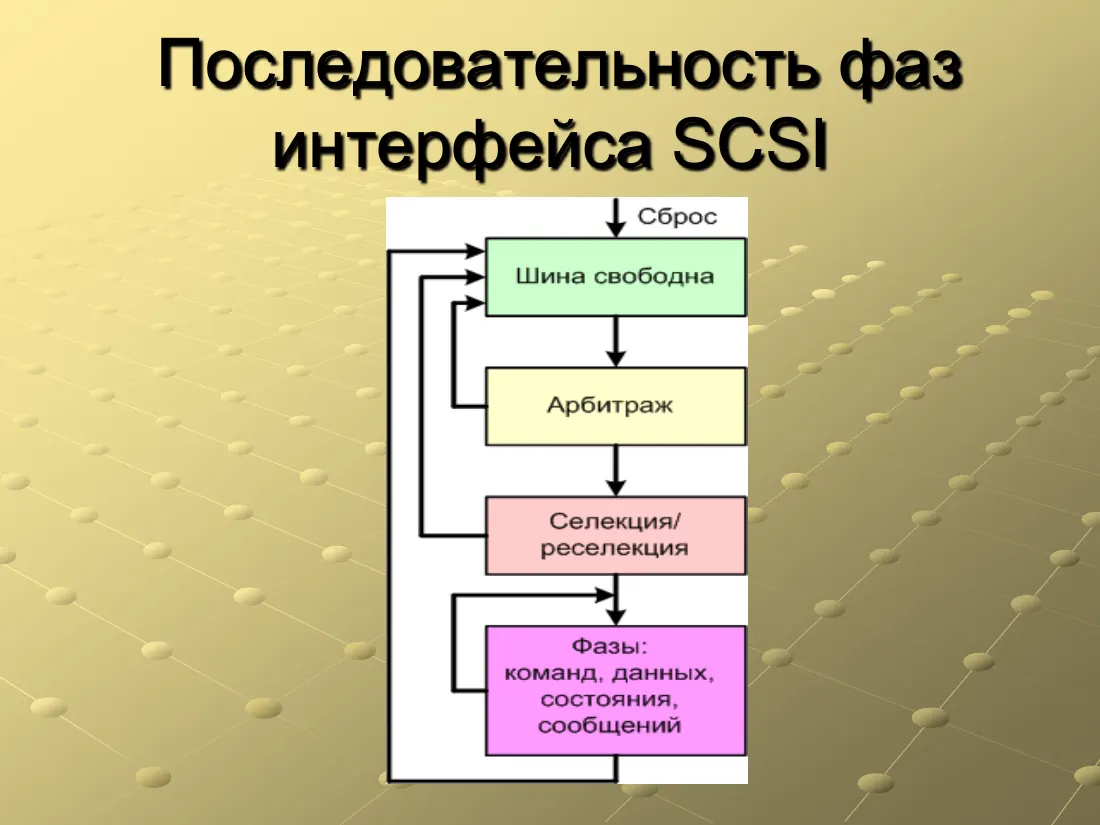 Последовательность фаз
интерфейса SCSI
Сброс
Шина свободна
Арбитраж
Селекция/
реселекция
Фазы:
команд, данных,
состояния,
сообщений